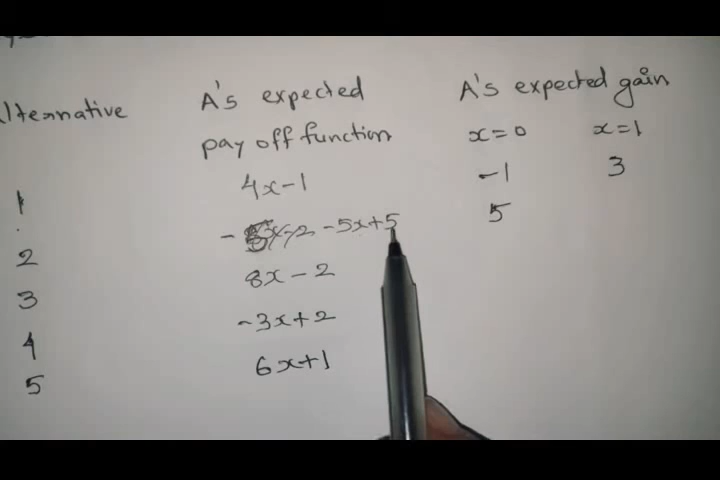 Alternative A's expected pay off function A's expected gain
x=0 x=1
1 4x-1 -1 3
2 -5x+5 5
3 8x-2
4 -3x+2
5 6x+1